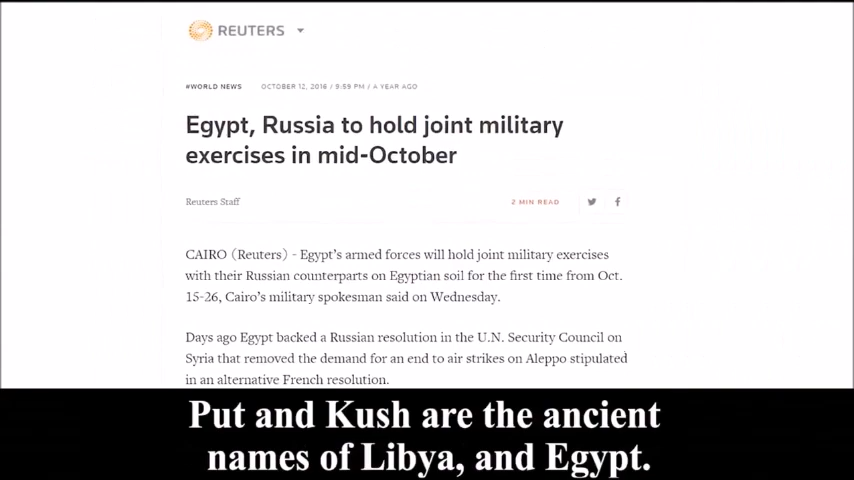 REUTERS
#WORLD NEWS OCTOBER 12, 2016 / 9:59 PM / A YEAR AGO
Egypt, Russia to hold joint military
exercises in mid-October
Reuters Staff 2 MIN READ
CAIRO (Reuters) - Egypt's armed forces will hold joint military exercises
with their Russian counterparts on Egyptian soil for the first time from Oct.
15-26, Cairo's military spokesman said on Wednesday.
Days ago Egypt backed a Russian resolution in the U.N. Security Council on
Syria that removed the demand for an end to air strikes on Aleppo stipulated
in an alternative French resolution.
Put and Kush are the ancient
names of Libya, and Egypt.